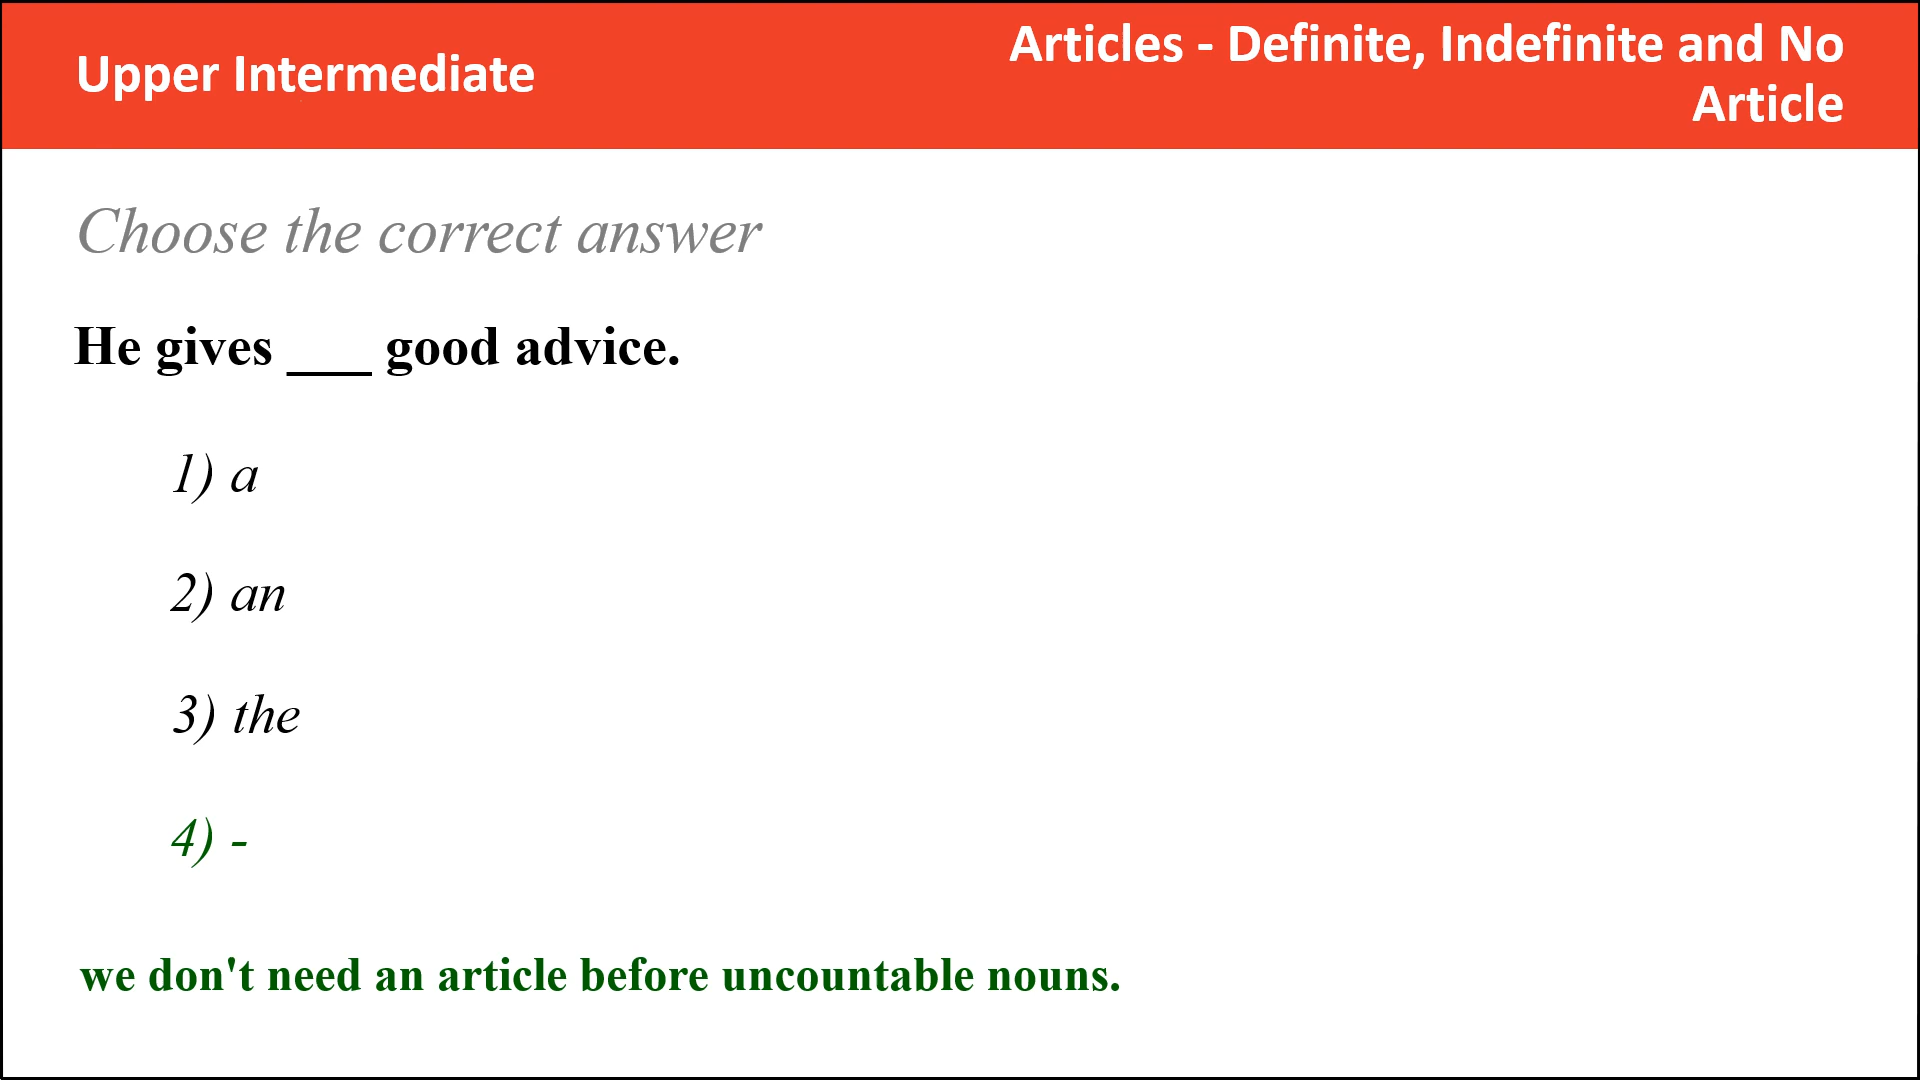 Upper Intermediate
Articles - Definite, Indefinite and No
Article
Choose the correct answer
He gives ___ good advice.
1) a
2) an
3) the
4) -
we don't need an article before uncountable nouns.